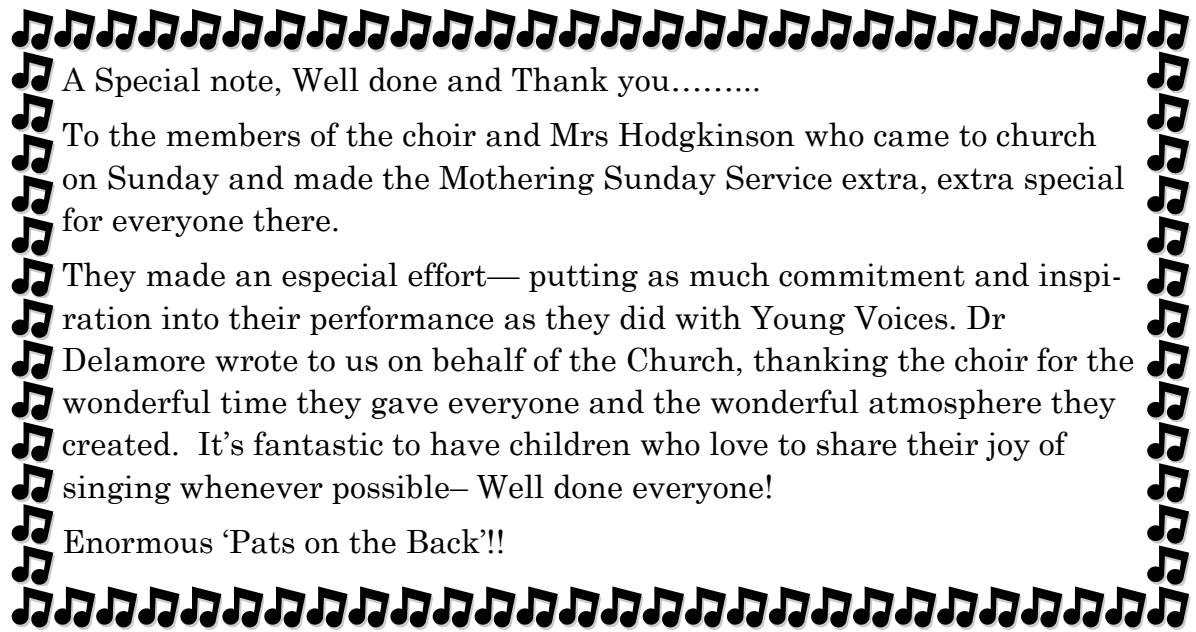 A Special note, Well done and Thank you.........
To the members of the choir and Mrs Hodgkinson who came to church
on Sunday and made the Mothering Sunday Service extra, extra special
for everyone there.
They made an especial effort— putting as much commitment and inspi-
ration into their performance as they did with Young Voices. Dr
Delamore wrote to us on behalf of the Church, thanking the choir for the
wonderful time they gave everyone and the wonderful atmosphere they
created.  It’s fantastic to have children who love to share their joy of
singing whenever possible– Well done everyone!
Enormous ‘Pats on the Back’!!